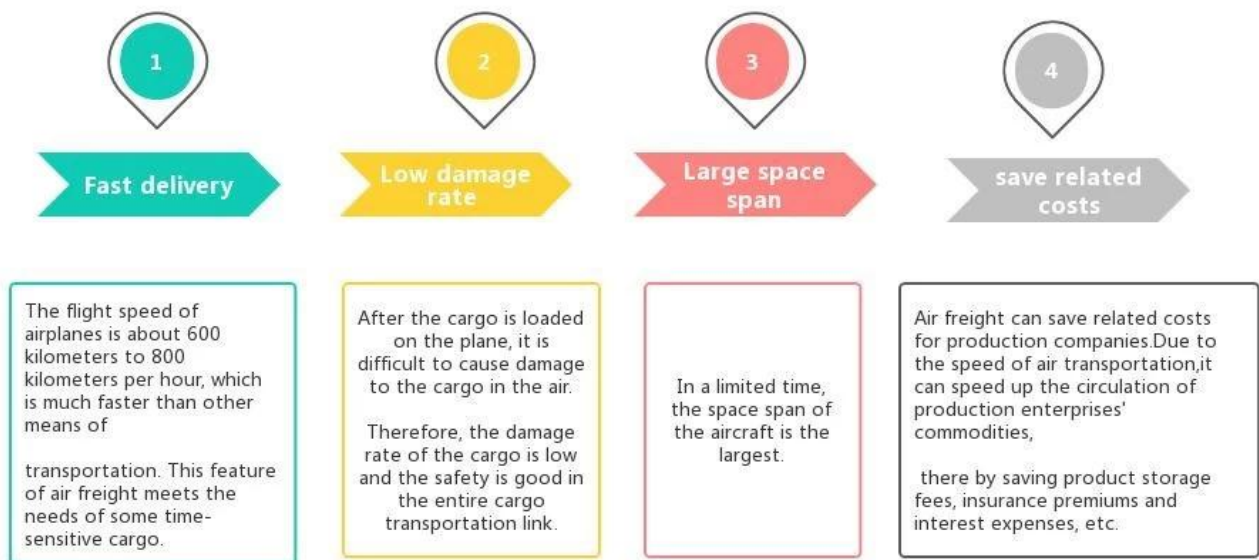 1
Fast delivery
The flight speed of
airplanes is about 600
kilometers to 800
kilometers per hour, which
is much faster than other
means of
transportation. This feature
of air freight meets the
needs of some time-
sensitive cargo.
2
Low damage
rate
After the cargo is loaded
on the plane, it is
difficult to cause damage
to the cargo in the air.
Therefore, the damage
rate of the cargo is low
and the safety is good in
the entire cargo
transportation link.
3
Large space
span
In a limited time,
the space span of
the aircraft is the
largest.
4
save related
costs
Air freight can save related costs
for production companies.Due to
the speed of air transportation,it
can speed up the circulation of
production enterprises'
commodities,
there by saving product storage
fees, insurance premiums and
interest expenses, etc.